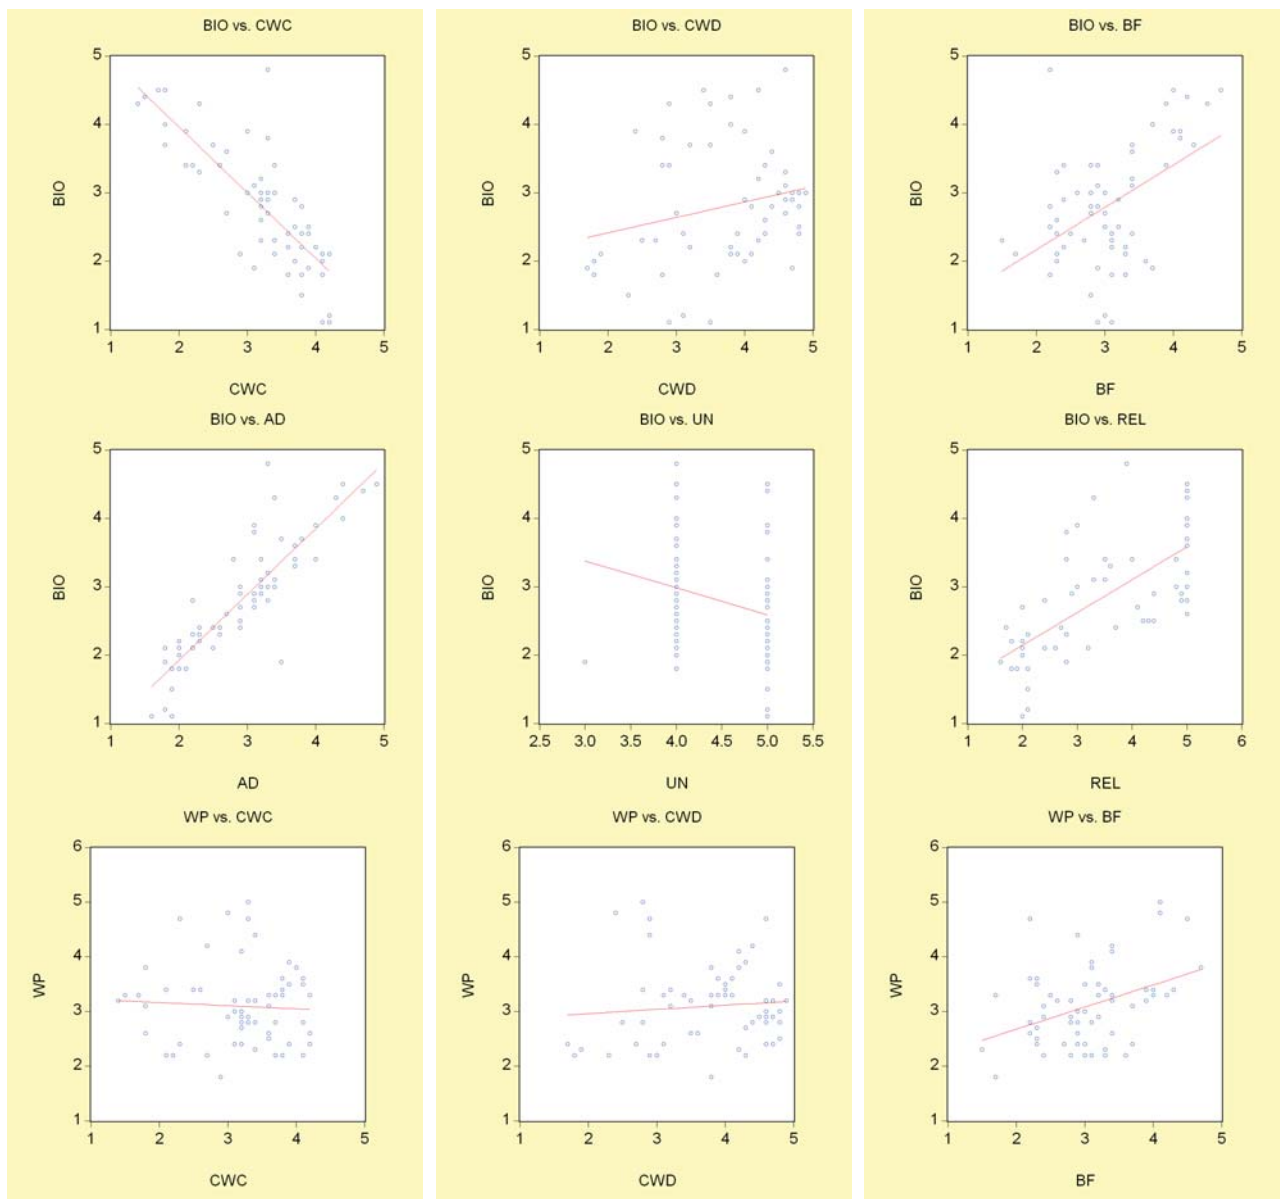 BIO vs. CWC
5
4
3
2
1
BIO
1 2 3 4 5
CWC
BIO vs. CWD
5
4
3
2
1
BIO
1 2 3 4 5
CWD
BIO vs. BF
5
4
3
2
1
BIO
1 2 3 4 5
BF
BIO vs. AD
5
4
3
2
1
BIO
1 2 3 4 5
AD
BIO vs. UN
5
4
3
2
1
BIO
2.5 3.0 3.5 4.0 4.5 5.0 5.5
UN
BIO vs. REL
5
4
3
2
1
BIO
1 2 3 4 5 6
REL
WP vs. CWC
6
5
4
3
2
1
WP
1 2 3 4 5
CWC
WP vs. CWD
6
5
4
3
2
1
WP
1 2 3 4 5
CWD
WP vs. BF
6
5
4
3
2
1
WP
1 2 3 4 5
BF